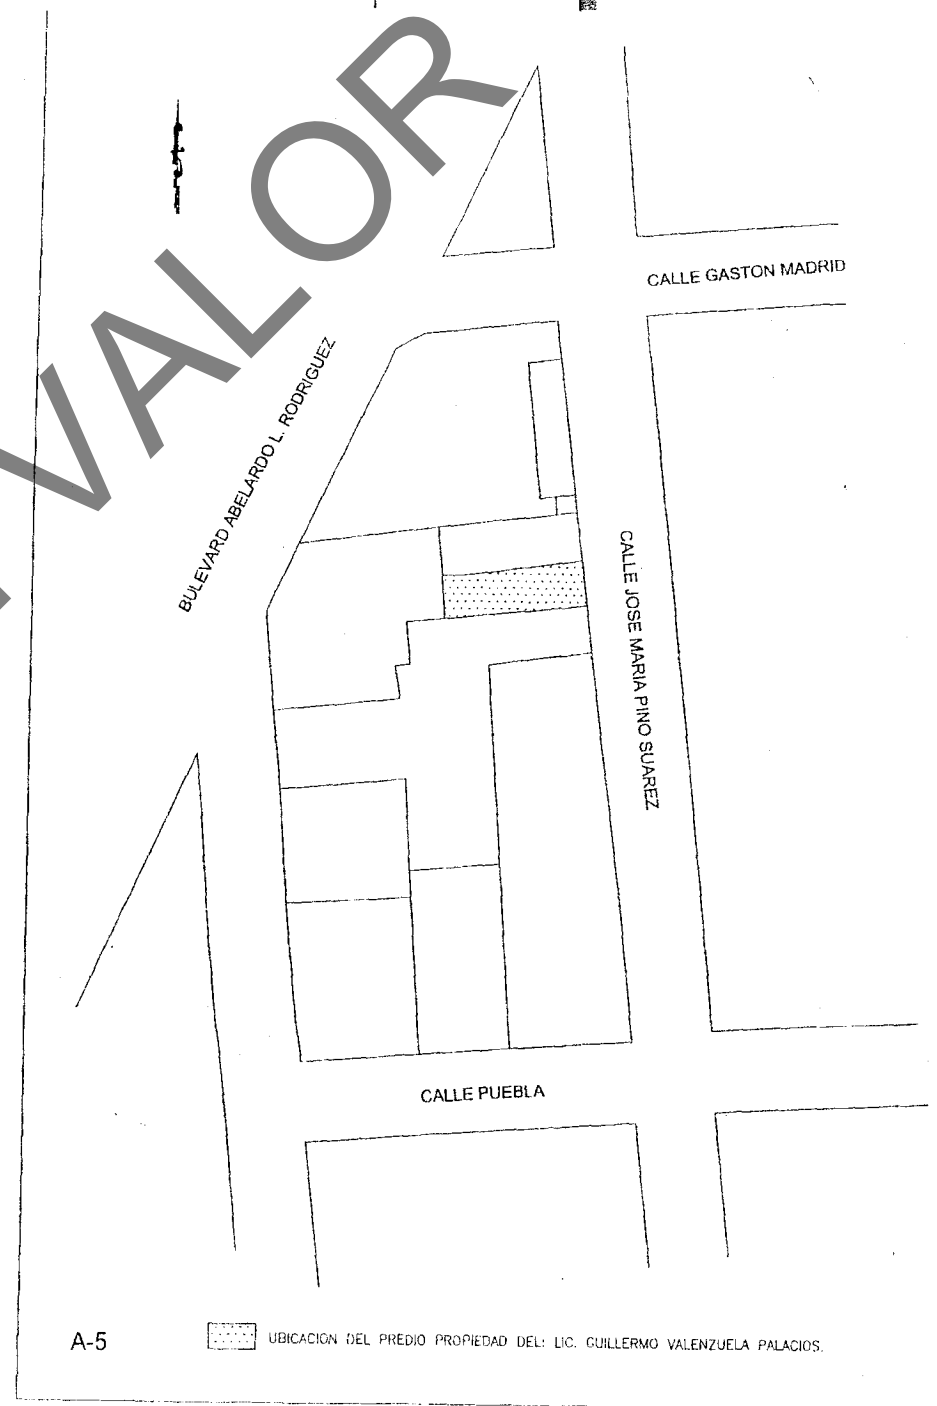 VALOR
CALLE GASTON MADRID
BULEVARD ABELARDO L. RODRIGUEZ
CALLE JOSE MARIA PINO SUAREZ
CALLE PUEBLA
A-5
UBICACION DEL PREDIO PROPIEDAD DEL: LIC. GUILLERMO VALENZUELA PALACIOS.